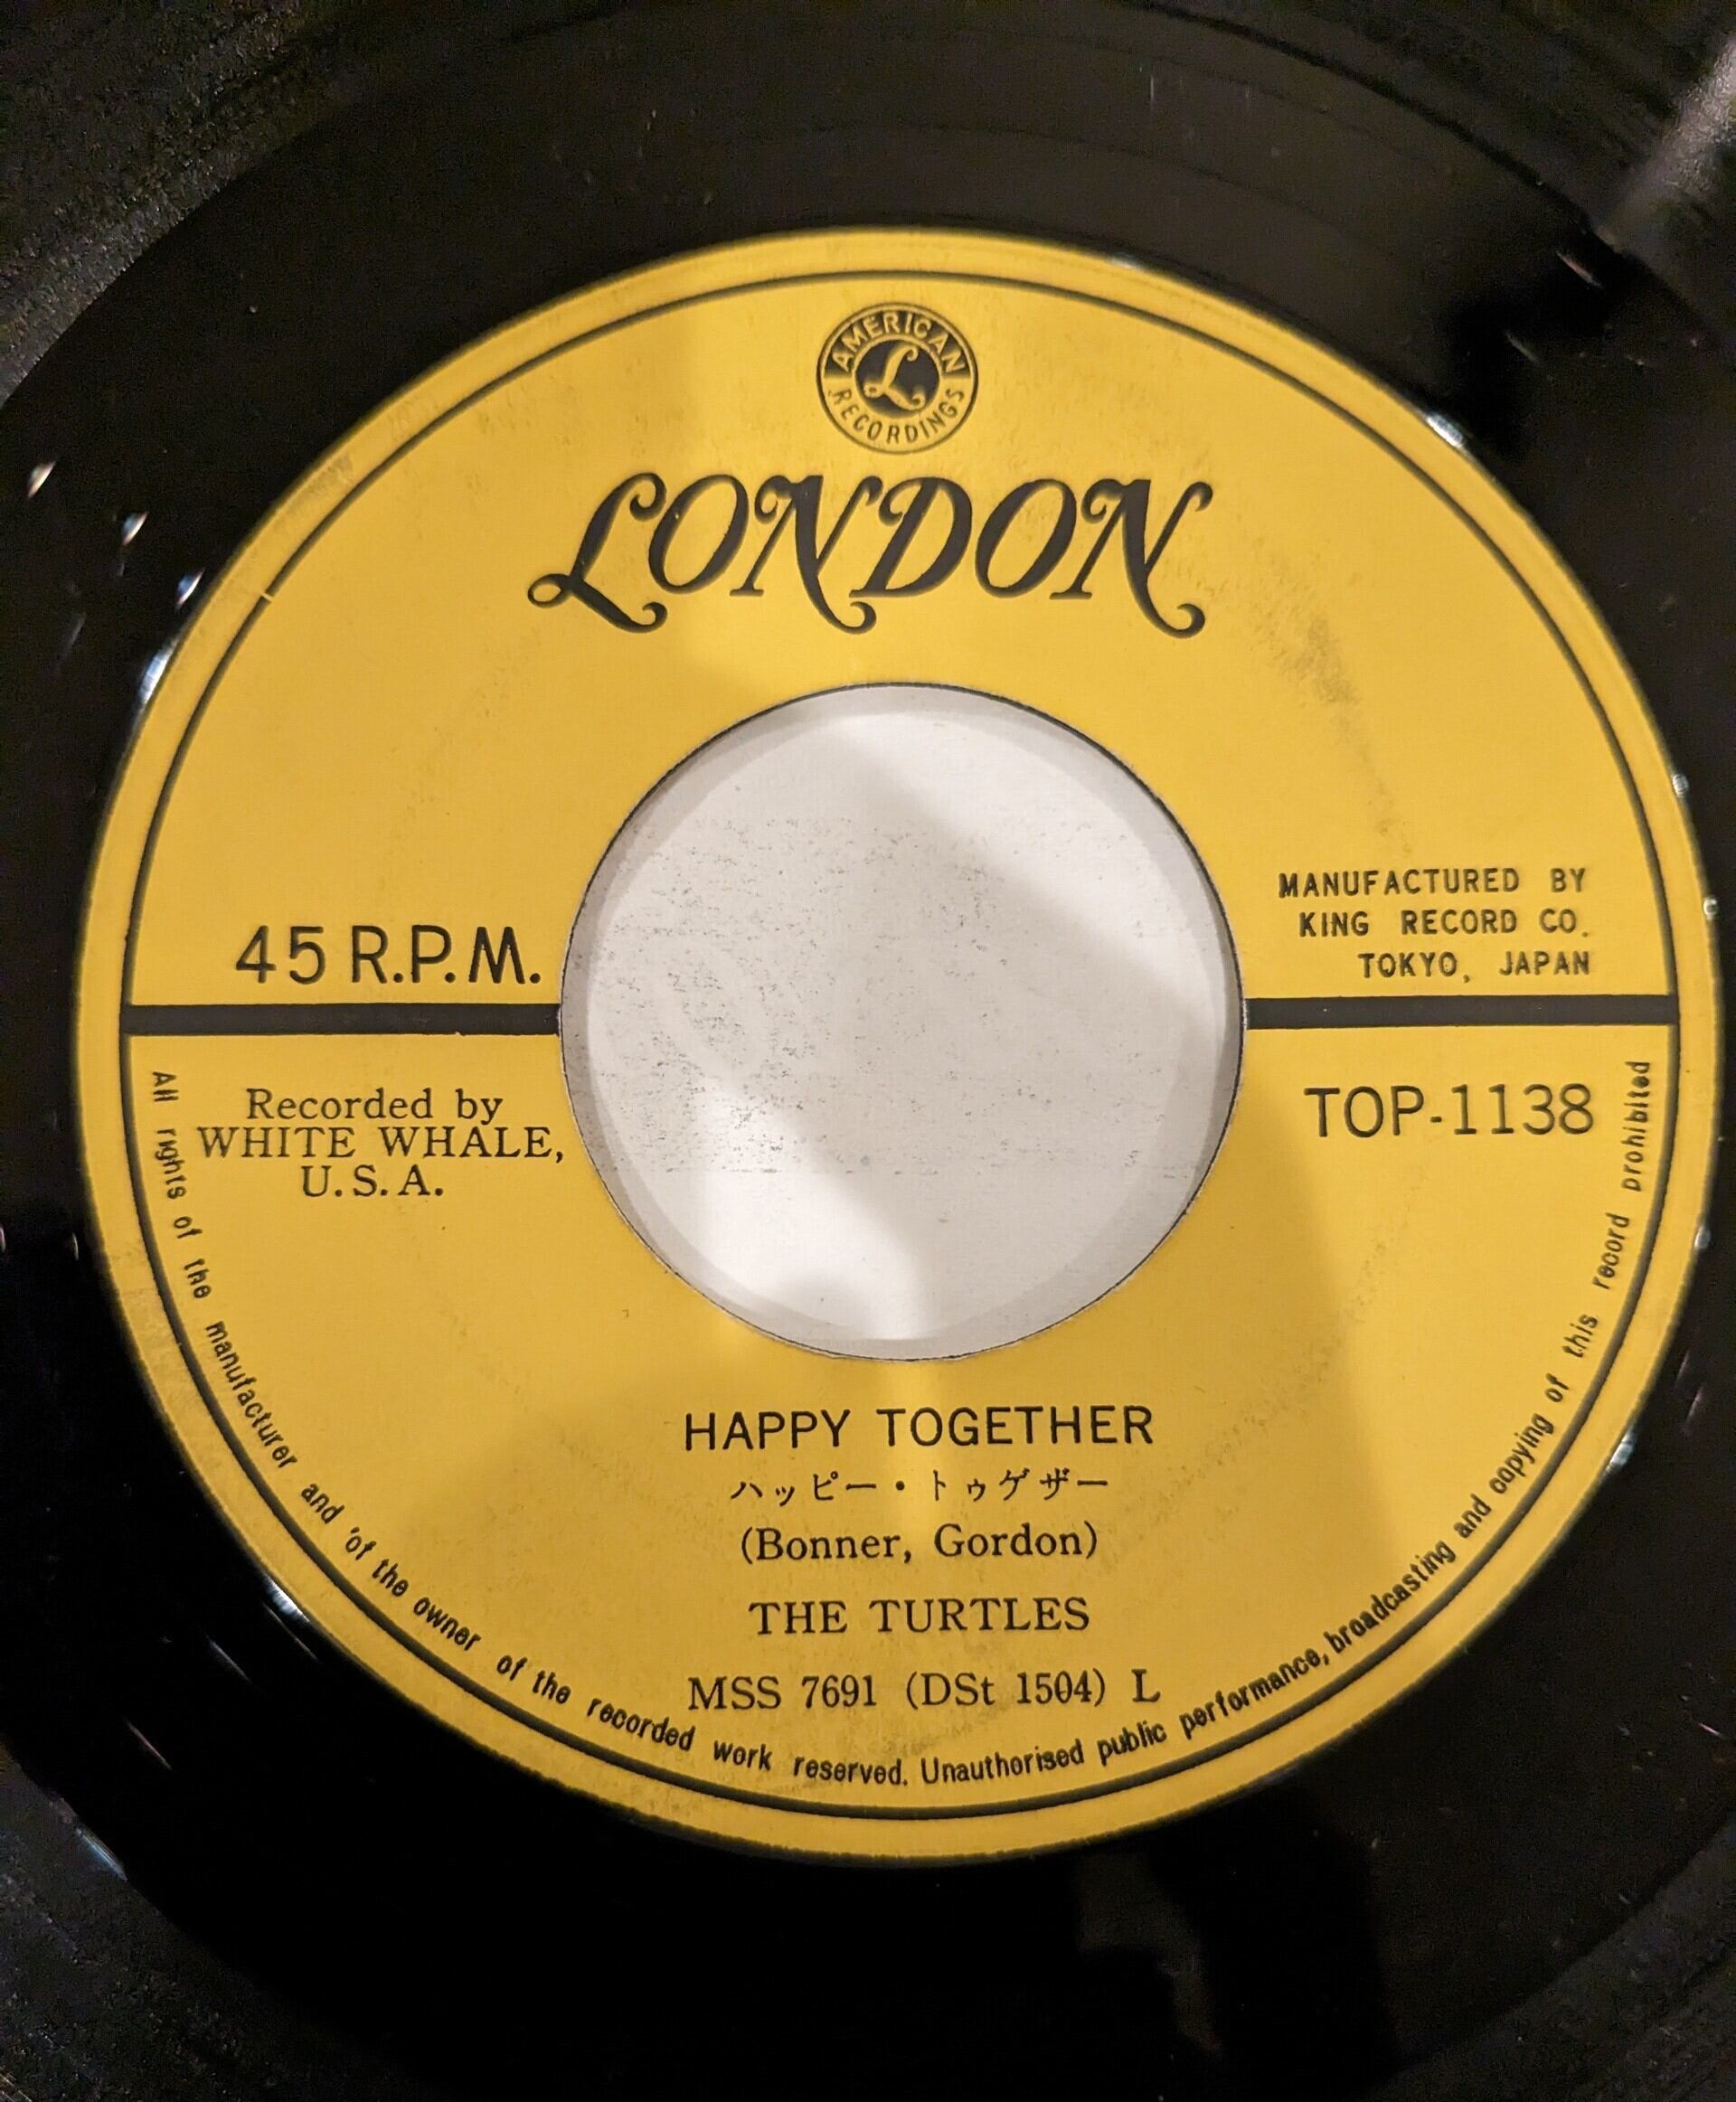 AMERICAN
L
RECORDINGS
LONDON
45 R.P.M.
MANUFACTURED BY
KING RECORD CO.
TOKYO, JAPAN
Recorded by
WHITE WHALE,
U.S.A.
TOP-1138
HAPPY TOGETHER
ハッピー・トゥゲザー
(Bonner, Gordon)
THE TURTLES
MSS 7691 (DSt 1504) L
All rights of the manufacturer and of the owner of the recorded work reserved. Unauthorised public performance, broadcasting and copying of this record prohibited